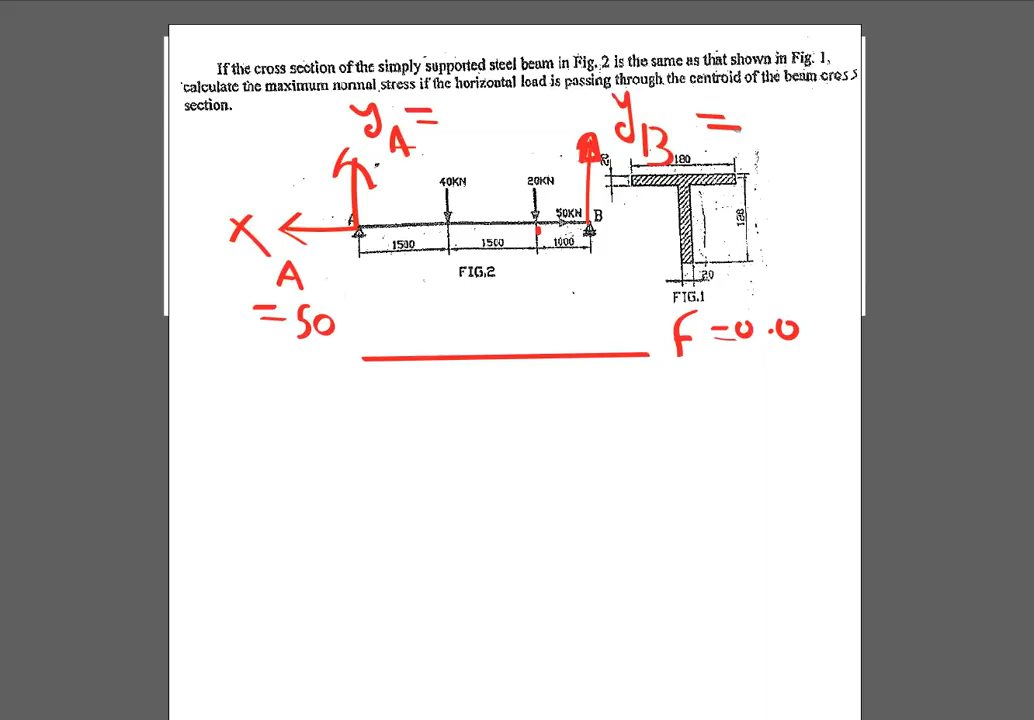 If the cross section of the simply supported steel beam in Fig. 2 is the same as that shown in Fig. 1,
calculate the maximum normal stress if the horizontal load is passing through the centroid of the beam cross
section.
yA =
yB =
180
40KN
20KN
50KN
A
B
X
A
= 50
1500
1500
1000
20
FIG.2
FIG.1
F = 0.0